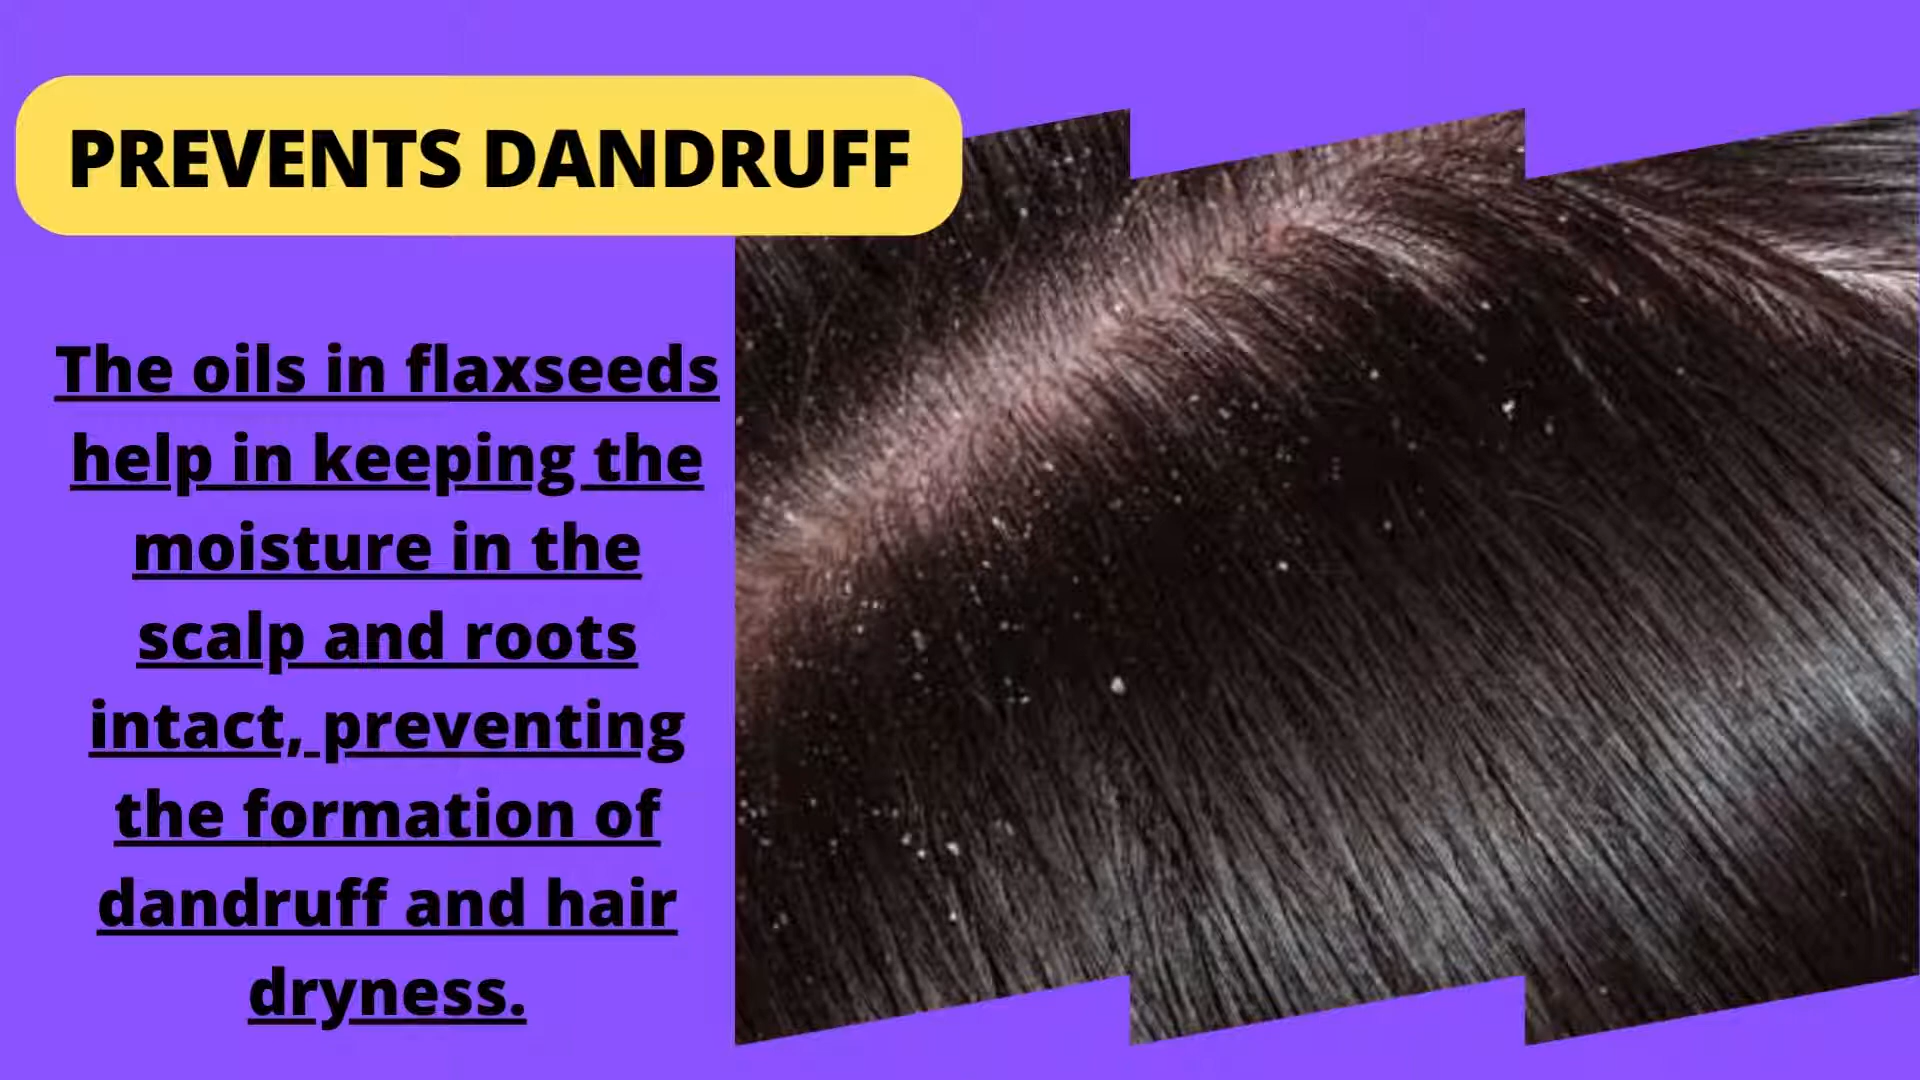 PREVENTS DANDRUFF
The oils in flaxseeds
help in keeping the
moisture in the
scalp and roots
intact, preventing
the formation of
dandruff and hair
dryness.